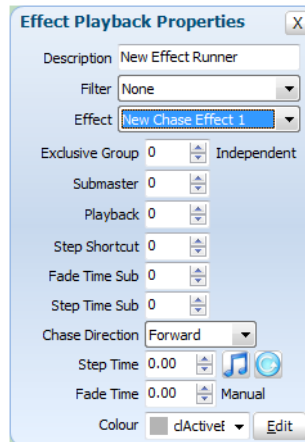 Effect Playback Properties X
Description New Effect Runner
Filter None
Effect New Chase Effect 1
Exclusive Group 0 Independent
Submaster 0
Playback 0
Step Shortcut 0
Fade Time Sub 0
Step Time Sub 0
Chase Direction Forward
Step Time 0.00
Fade Time 0.00 Manual
Colour clActiveB Edit